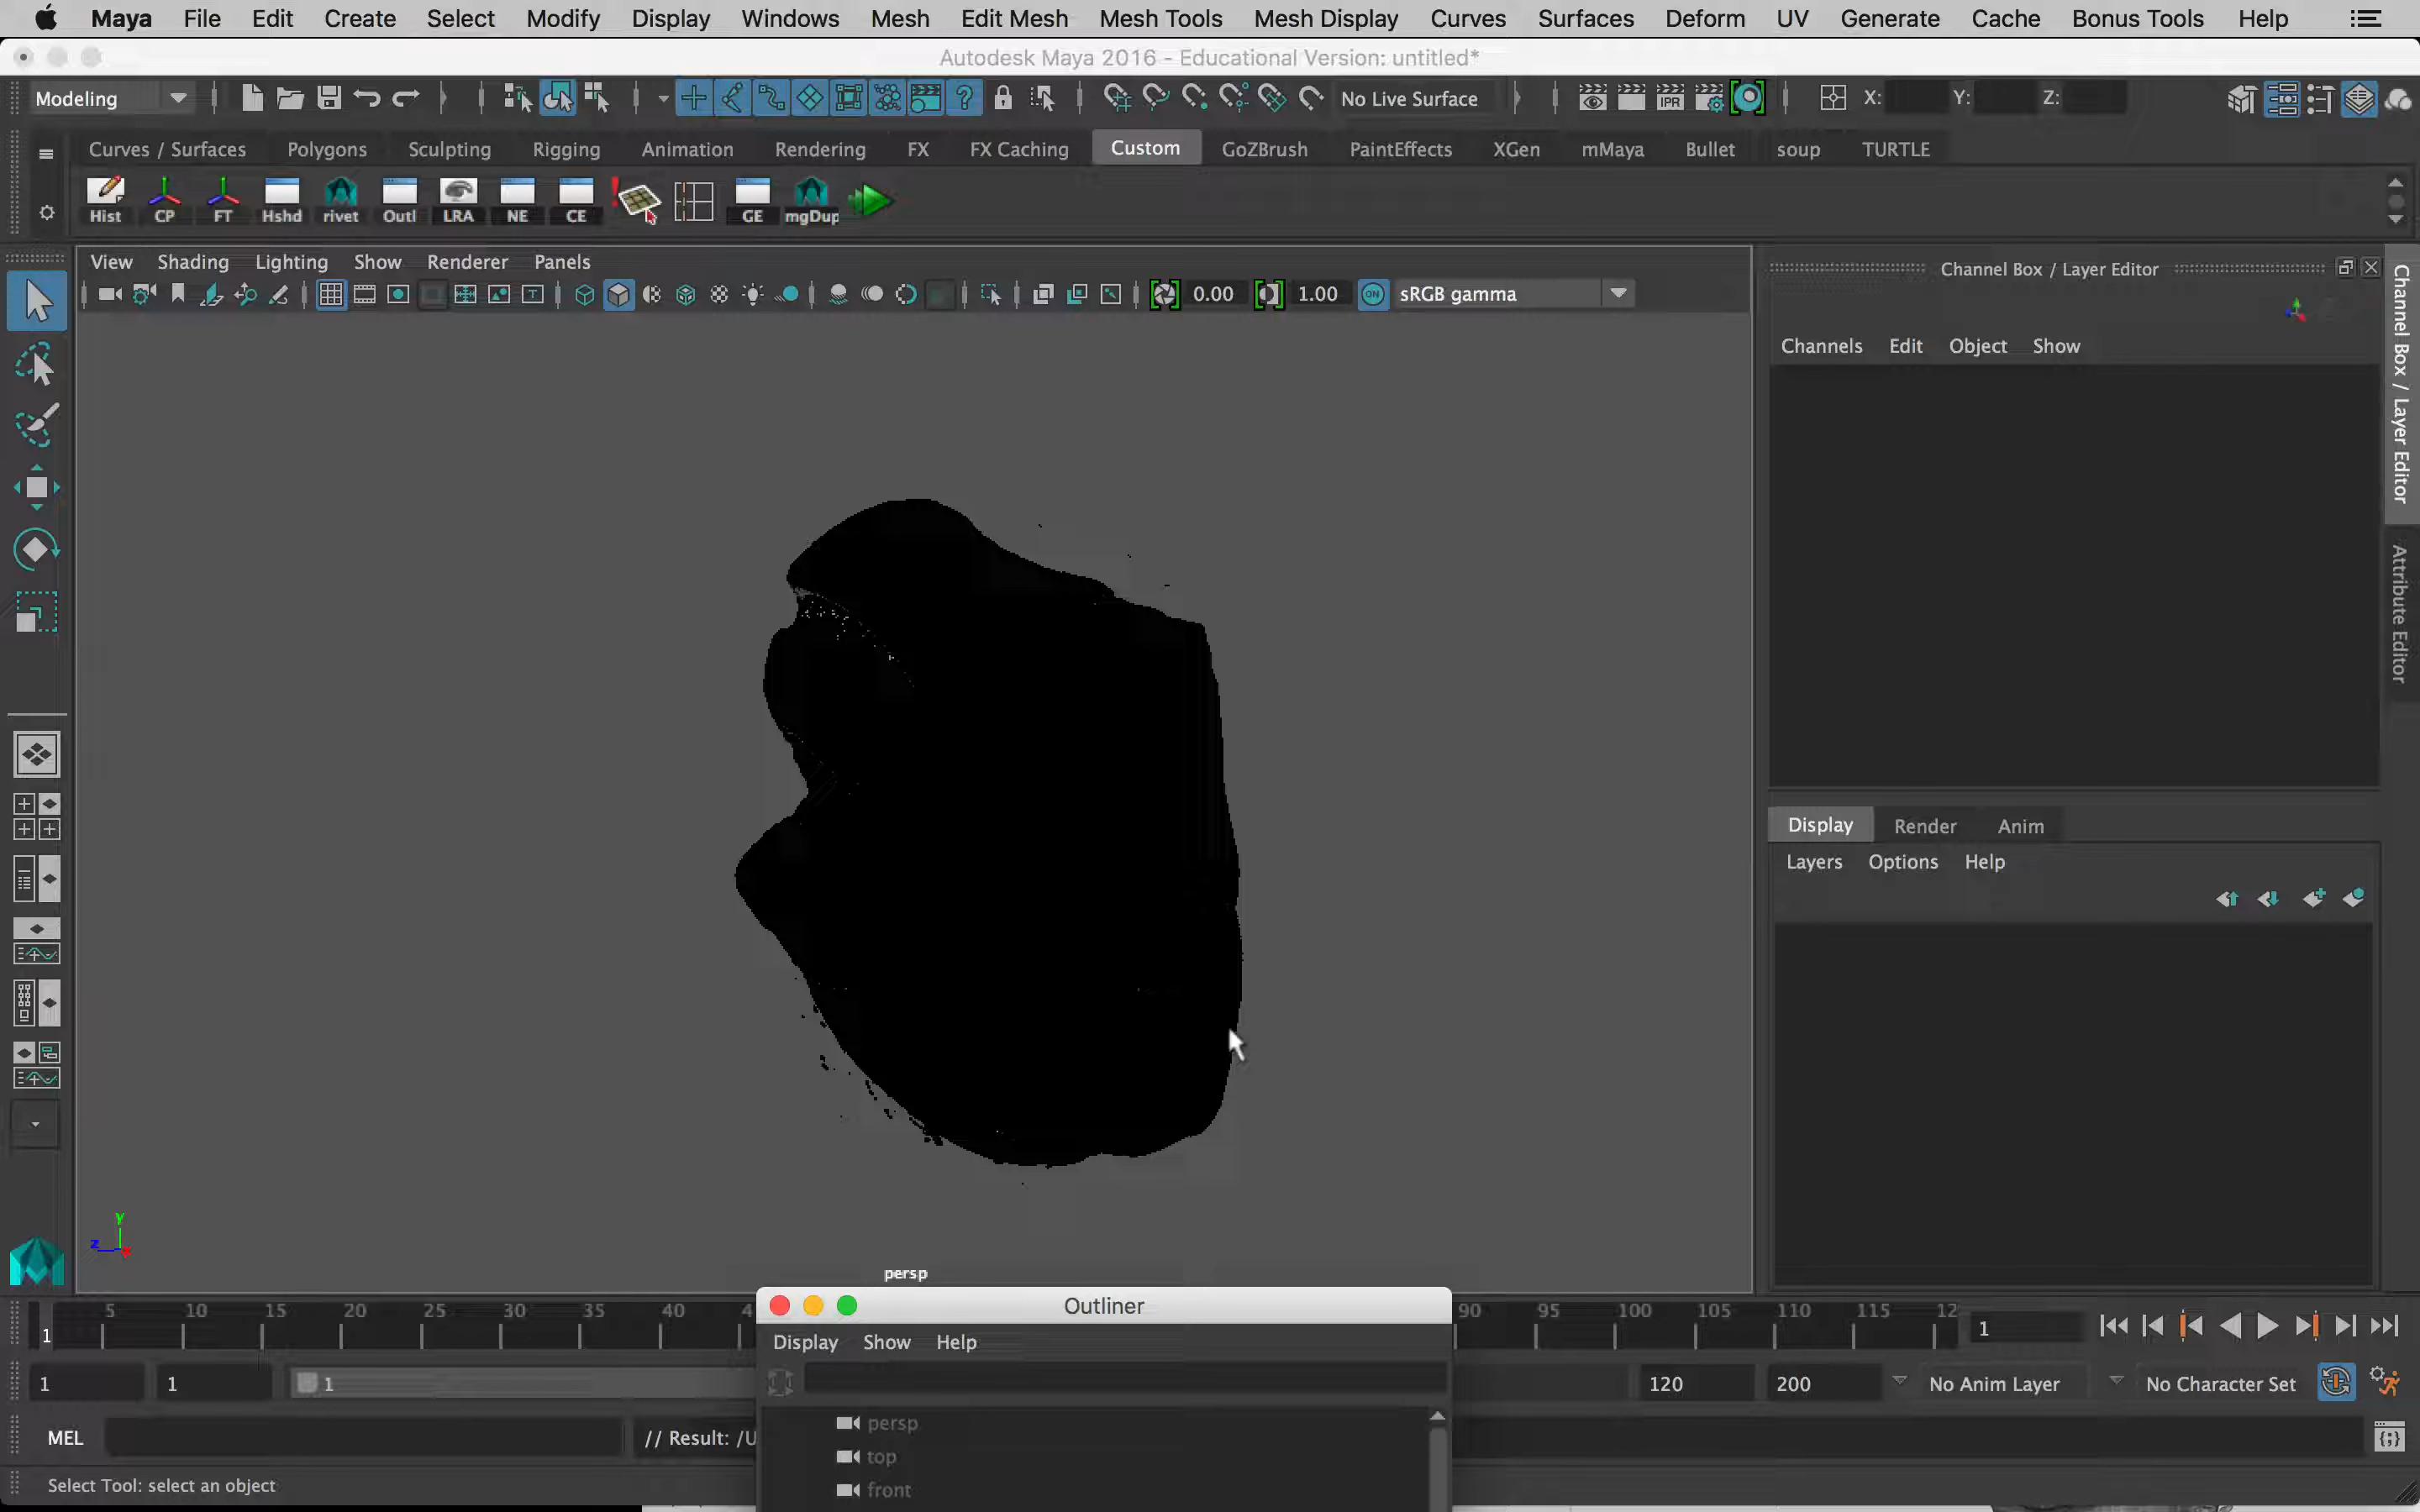 Maya File Edit Create Select Modify Display Windows Mesh Edit Mesh Mesh Tools Mesh Display Curves Surfaces Deform UV Generate Cache Bonus Tools Help
Autodesk Maya 2016 - Educational Version: untitled*
Modeling No Live Surface IPR X: Y: Z:
Curves / Surfaces Polygons Sculpting Rigging Animation Rendering FX FX Caching Custom GoZBrush PaintEffects XGen mMaya Bullet soup TURTLE
Hist CP FT Hshd rivet Outl LRA NE CE GE mgDup
View Shading Lighting Show Renderer Panels
0.00 1.00 ON sRGB gamma
Channel Box / Layer Editor
Channels Edit Object Show
Channel Box / Layer Editor
Attribute Editor
Display Render Anim
Layers Options Help
Y
Z
persp
5 10 15 20 25 30 35 40 4 90 95 100 105 110 115 12
1 1
Outliner
Display Show Help
1 1 1 120 200 No Anim Layer No Character Set
persp
MEL // Result: /U
top
Select Tool: select an object
front